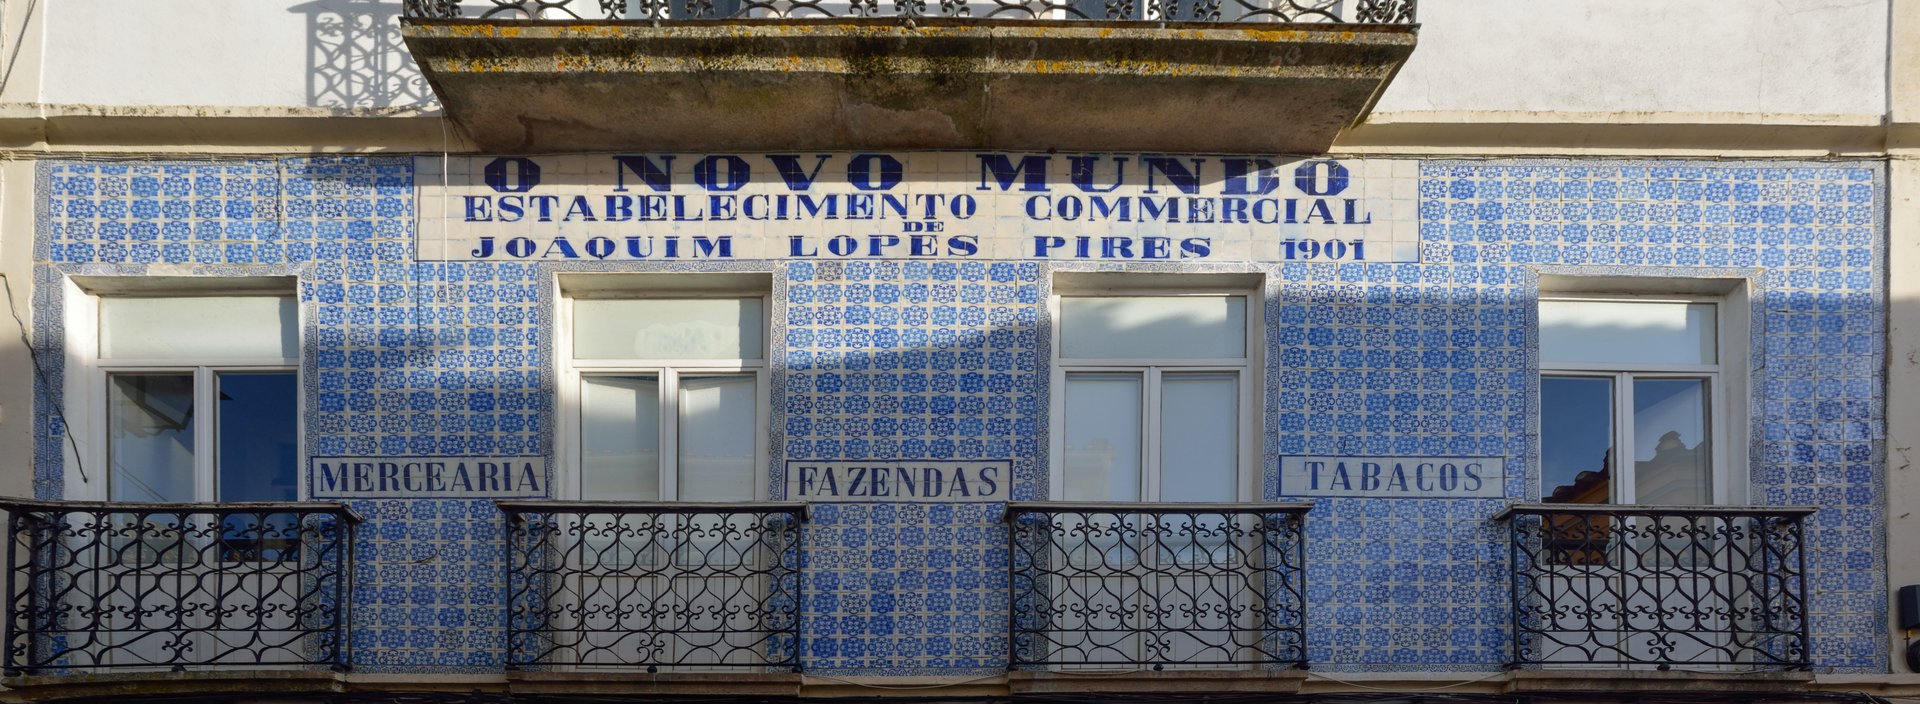 O NOVO MUNDO
ESTABELECIMENTO COMMERCIAL
DE
JOAQUIM LOPES PIRES 1901
MERCEARIA
FAZENDAS
TABACOS